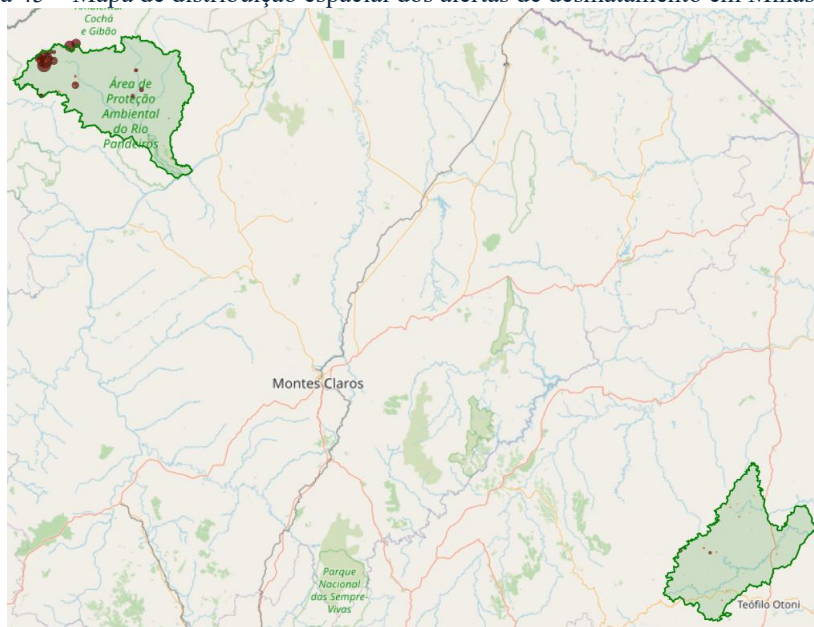 Mapa de distribuição espacial dos alertas de desmatamento em Minas
Cochá
e Gibão
Área de
Proteção
Ambiental
do Rio
Pandeiros
Montes Claros
Parque
Nacional
das Sempre-
Vivas
Teófilo Otoni